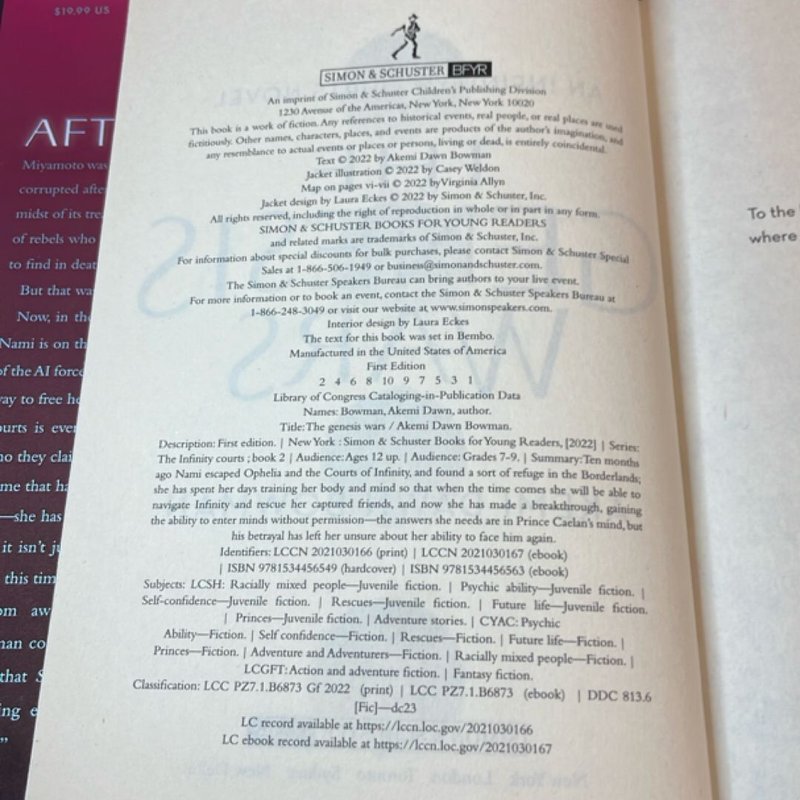 $19.99 US
AFT
Miyamoto was
corrupted afte
midst of its tre
of rebels who
to find in deat
But that wa
Now, in the
Nami is on th
of the AI force
ay to free he
urts is eve
no they clai
me that ha
—she has
it isn't ju
this tim
om aw
nan co
that S
ng e
”
SIMON & SCHUSTER BFYR
An imprint of Simon & Schuster Children's Publishing Division
1230 Avenue of the Americas, New York, New York 10020
This book is a work of fiction. Any references to historical events, real people, or real places are used
fictitiously. Other names, characters, places, and events are products of the author's imagination, and
any resemblance to actual events or places or persons, living or dead, is entirely coincidental.
Text © 2022 by Akemi Dawn Bowman
Jacket illustration © 2022 by Casey Weldon
Map on pages vi-vii © 2022 byVirginia Allyn
Jacket design by Laura Eckes © 2022 by Simon & Schuster, Inc.
All rights reserved, including the right of reproduction in whole or in part in any form.
SIMON & SCHUSTER BOOKS FOR YOUNG READERS
and related marks are trademarks of Simon & Schuster, Inc.
For information about special discounts for bulk purchases, please contact Simon & Schuster Special
Sales at 1-866-506-1949 or business@simonandschuster.com.
The Simon & Schuster Speakers Bureau can bring authors to your live event.
For more information or to book an event, contact the Simon & Schuster Speakers Bureau at
1-866-248-3049 or visit our website at www.simonspeakers.com.
Interior design by Laura Eckes
The text for this book was set in Bembo.
Manufactured in the United States of America
First Edition
2 4 6 8 10 9 7 5 3 1
Library of Congress Cataloging-in-Publication Data
Names: Bowman, Akemi Dawn, author.
Title: The genesis wars / Akemi Dawn Bowman.
Description: First edition. | New York : Simon & Schuster Books for Young Readers, [2022] | Series:
The Infinity courts ; book 2 | Audience: Ages 12 up. | Audience: Grades 7–9. | Summary: Ten months
ago Nami escaped Ophelia and the Courts of Infinity, and found a sort of refuge in the Borderlands;
she has spent her days training her body and mind so that when the time comes she will be able to
navigate Infinity and rescue her captured friends, and now she has made a breakthrough, gaining
the ability to enter minds without permission—the answers she needs are in Prince Caelan's mind, but
his betrayal has left her unsure about her ability to face him again.
Identifiers: LCCN 2021030166 (print) | LCCN 2021030167 (ebook)
| ISBN 9781534456549 (hardcover) | ISBN 9781534456563 (ebook)
Subjects: LCSH: Racially mixed people—Juvenile fiction. | Psychic ability—Juvenile fiction. |
Self-confidence—Juvenile fiction. | Rescues—Juvenile fiction. | Future life—Juvenile fiction.
| Princes—Juvenile fiction. | Adventure stories. | CYAC: Psychic
Ability—Fiction. | Self confidence—Fiction. | Rescues—Fiction. | Future life—Fiction. |
Princes—Fiction. | Adventure and Adventurers—Fiction. | Racially mixed people—Fiction. |
LCGFT: Action and adventure fiction. | Fantasy fiction.
Classification: LCC PZ7.1.B6873 Gf 2022 (print) | LCC PZ7.1.B6873 (ebook) | DDC 813.6
[Fic]—dc23
LC record available at https://lccn.loc.gov/2021030166
LC ebook record available at https://lccn.loc.gov/2021030167
To the
where